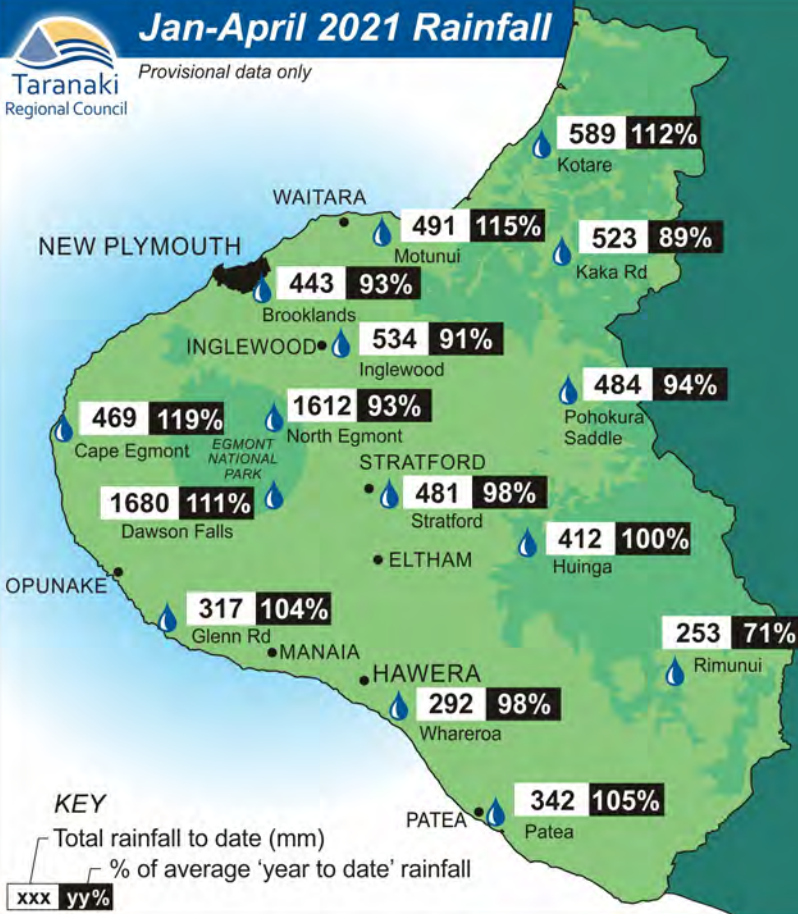 Jan-April 2021 Rainfall
Taranaki
Regional Council
Provisional data only
589 112%
Kotare
WAITARA
491 115%
Motunui
523 89%
Kaka Rd
NEW PLYMOUTH
443 93%
Brooklands
INGLEWOOD
534 91%
Inglewood
484 94%
Pohokura
Saddle
469 119%
Cape Egmont
1612 93%
North Egmont
EGMONT
NATIONAL
PARK
STRATFORD
1680 111%
Dawson Falls
481 98%
Stratford
412 100%
Huinga
ELTHAM
OPUNAKE
317 104%
Glenn Rd
253 71%
Rimunui
MANAIA
HAWERA
292 98%
Whareroa
342 105%
Patea
PATEA
KEY
Total rainfall to date (mm)
% of average ‘year to date’ rainfall
xxx yy%